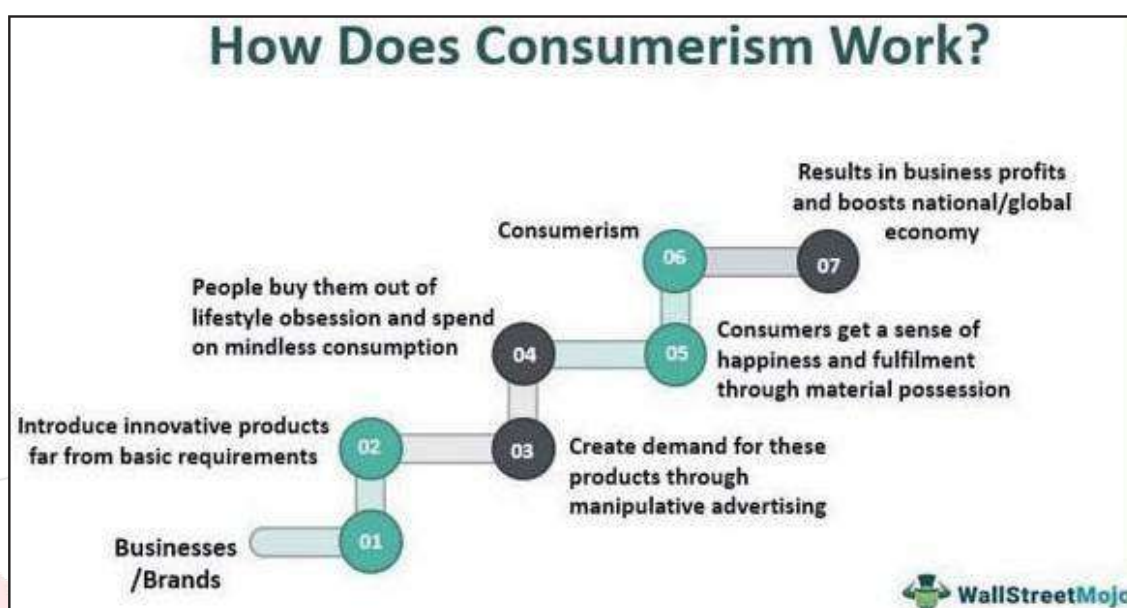 How Does Consumerism Work?
Businesses
/Brands
01
Introduce innovative products
far from basic requirements
02
03
Create demand for these
products through
manipulative advertising
People buy them out of
lifestyle obsession and spend
on mindless consumption
04
05
Consumers get a sense of
happiness and fulfilment
through material possession
Consumerism
06
Results in business profits
and boosts national/global
economy
07
WallStreetMojo